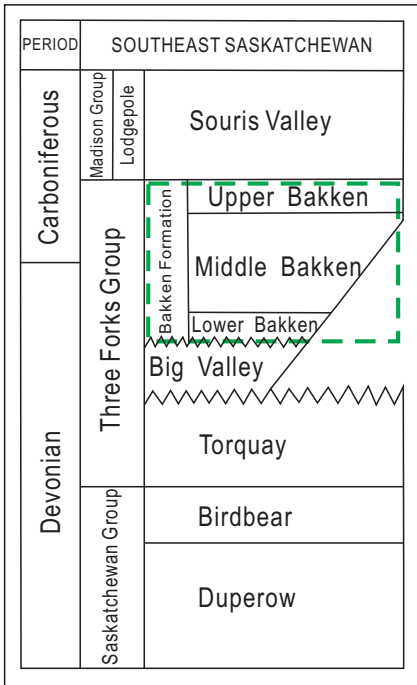 PERIOD
SOUTHEAST SASKATCHEWAN
Carboniferous
Madison Group
Lodgepole
Souris Valley
Three Forks Group
Bakken Formation
Upper Bakken
Middle Bakken
Lower Bakken
Big Valley
Devonian
Torquay
Saskatchewan Group
Birdbear
Duperow